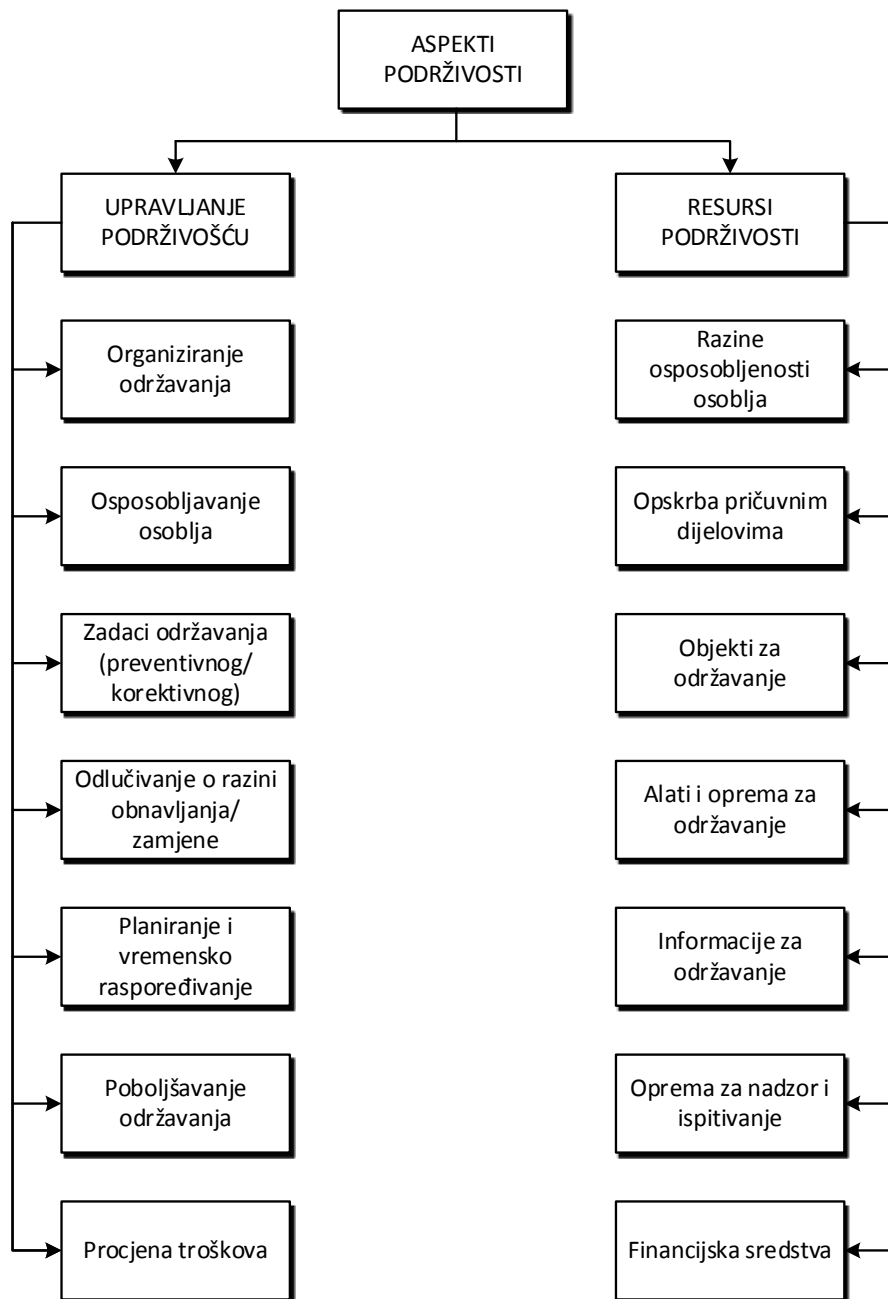 ASPEKTI
PODRŽIVOSTI
UPRAVLJANJE
PODRŽIVOŠĆU
Organiziranje
održavanja
Osposobljavanje
osoblja
Zadaci održavanja
(preventivnog/
korektivnog)
Odlučivanje o razini
obnavljanja/
zamjene
Planiranje i
vremensko
raspoređivanje
Poboljšavanje
održavanja
Procjena troškova
RESURSI
PODRŽIVOSTI
Razine
osposobljenosti
osoblja
Opskrba pričuvnim
dijelovima
Objekti za
održavanje
Alati i oprema za
održavanje
Informacije za
održavanje
Oprema za nadzor i
ispitivanje
Financijska sredstva